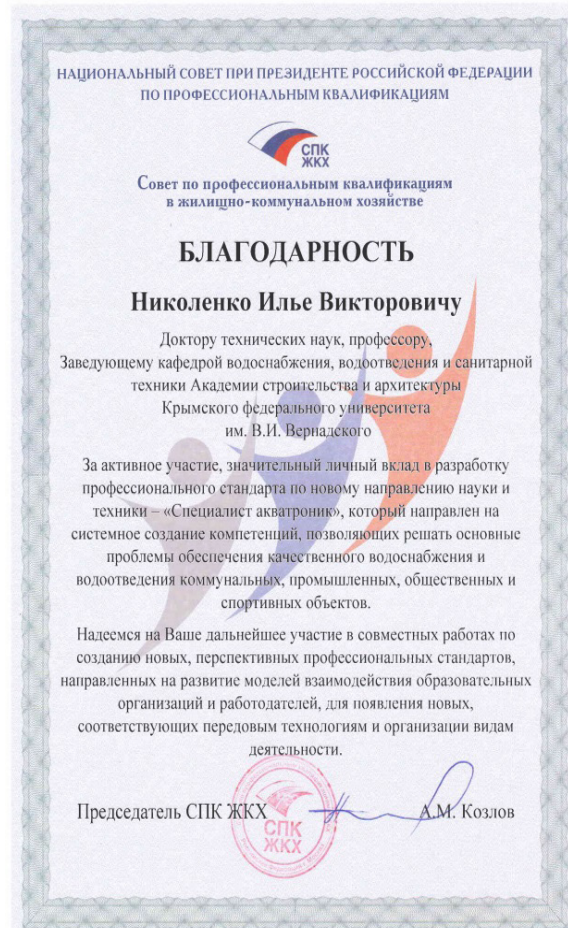 НАЦИОНАЛЬНЫЙ СОВЕТ ПРИ ПРЕЗИДЕНТЕ РОССИЙСКОЙ ФЕДЕРАЦИИ
ПО ПРОФЕССИОНАЛЬНЫМ КВАЛИФИКАЦИЯМ
СПК
ЖКХ
Совет по профессиональным квалификациям
в жилищно-коммунальном хозяйстве
БЛАГОДАРНОСТЬ
Николенко Илье Викторовичу
Доктору технических наук, профессору,
Заведующему кафедрой водоснабжения, водоотведения и санитарной
техники Академии строительства и архитектуры
Крымского федерального университета
им. В.И. Вернадского
За активное участие, значительный личный вклад в разработку
профессионального стандарта по новому направлению науки и
техники – «Специалист акватроник», который направлен на
системное создание компетенций, позволяющих решать основные
проблемы обеспечения качественного водоснабжения и
водоотведения коммунальных, промышленных, общественных и
спортивных объектов.
Надеемся на Ваше дальнейшее участие в совместных работах по
созданию новых, перспективных профессиональных стандартов,
направленных на развитие моделей взаимодействия образовательных
организаций и работодателей, для появления новых,
соответствующих передовым технологиям и организации видам
деятельности.
Председатель СПК ЖКХ А.М. Козлов
СПК
ЖКХ